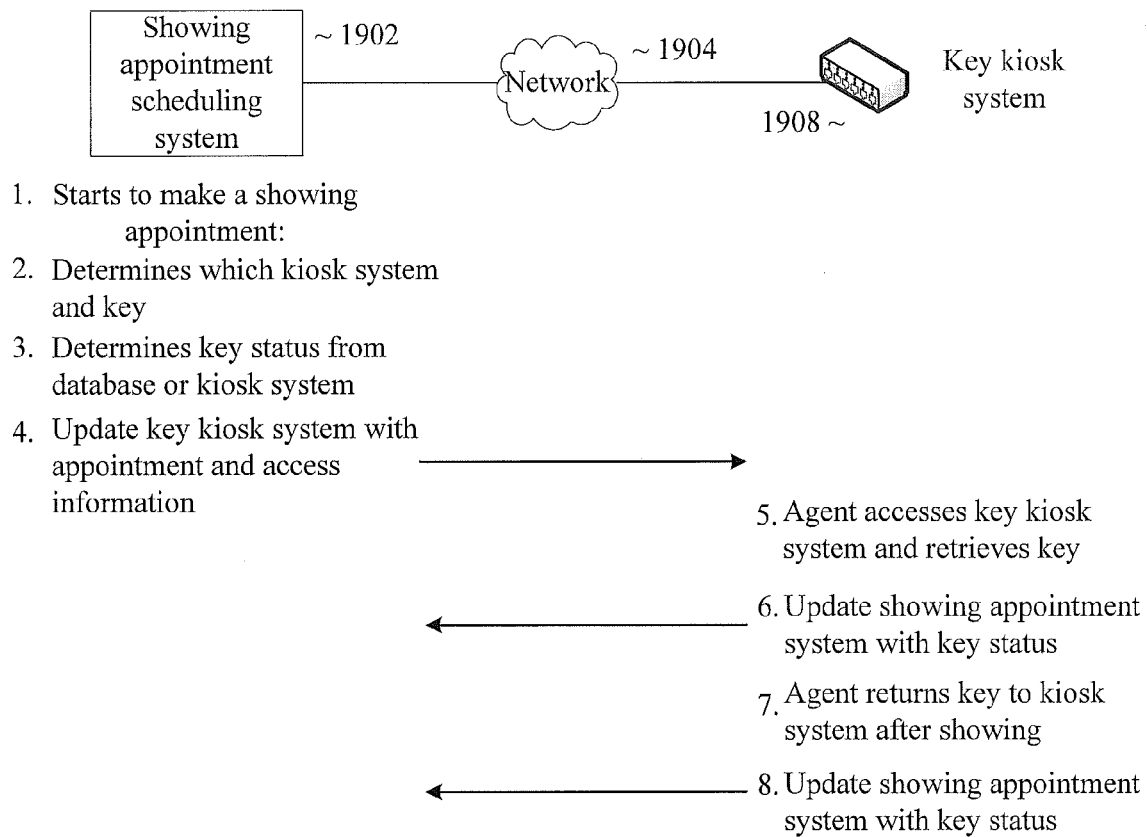 Showing
appointment
scheduling
system
~ 1902
Network
~ 1904
1908 ~
Key kiosk
system
1. Starts to make a showing
appointment:
2. Determines which kiosk system
and key
3. Determines key status from
database or kiosk system
4. Update key kiosk system with
appointment and access
information
5. Agent accesses key kiosk
system and retrieves key
6. Update showing appointment
system with key status
7. Agent returns key to kiosk
system after showing
8. Update showing appointment
system with key status